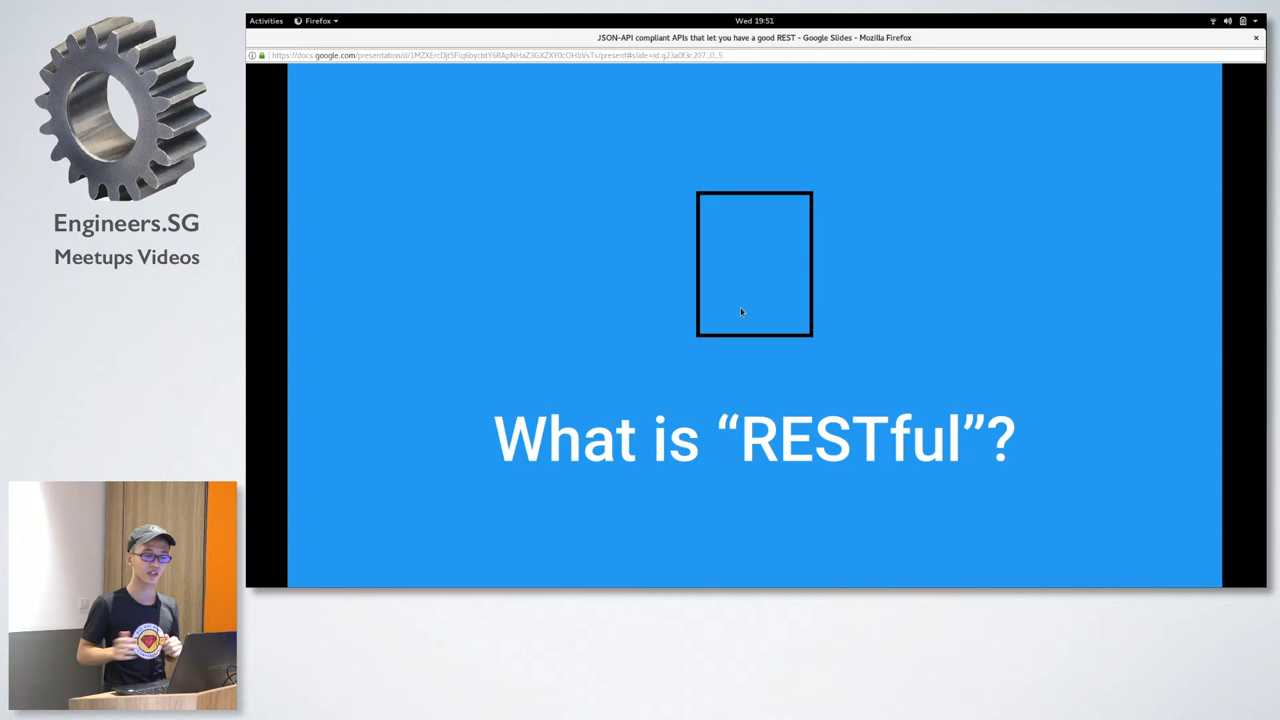 Engineers.SG
Meetups Videos
Activities
Firefox
Wed 19:51
JSON-API compliant APIs that let you have a good REST - Google Slides - Mozilla Firefox
What is “RESTful”?